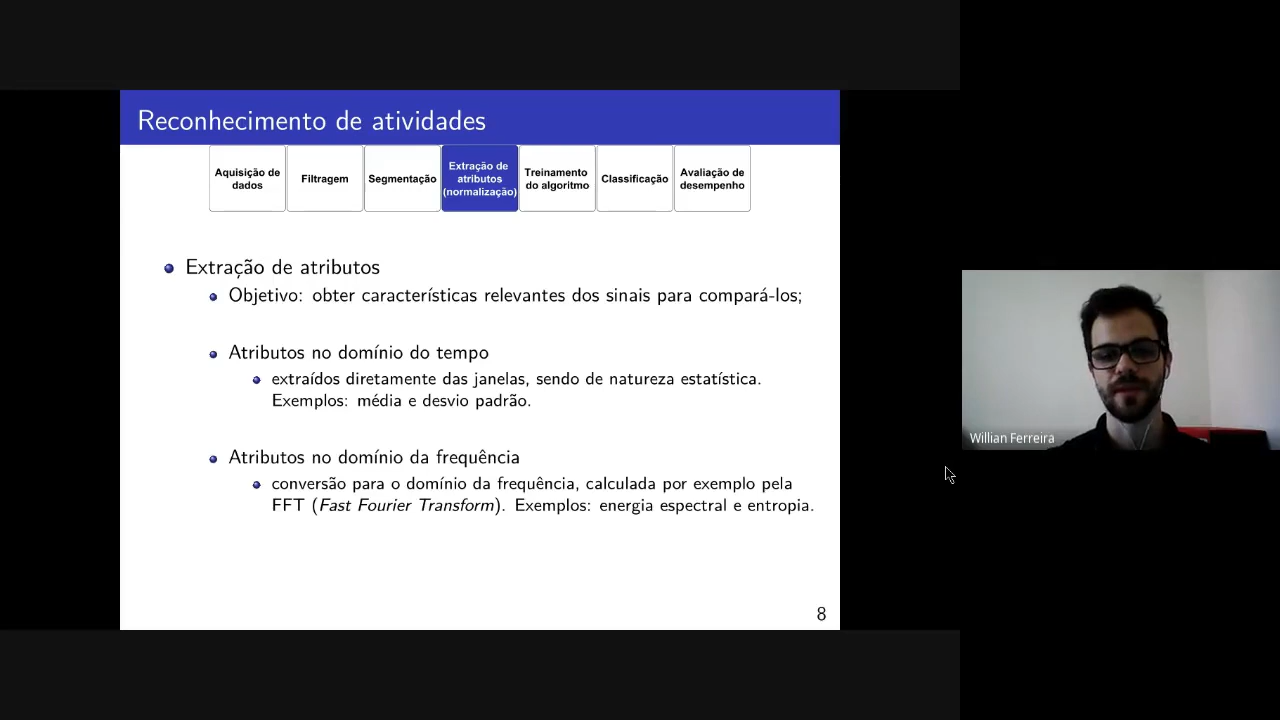 Reconhecimento de atividades
Aquisição de
dados
Filtragem
Segmentação
Extração de
atributos
(normalização)
Treinamento
do algoritmo
Classificação
Avaliação de
desempenho
Extração de atributos
Objetivo: obter características relevantes dos sinais para compará-los;
Atributos no domínio do tempo
extraídos diretamente das janelas, sendo de natureza estatística.
Exemplos: média e desvio padrão.
Atributos no domínio da frequência
conversão para o domínio da frequência, calculada por exemplo pela
FFT (Fast Fourier Transform). Exemplos: energia espectral e entropia.
8
Willian Ferreira